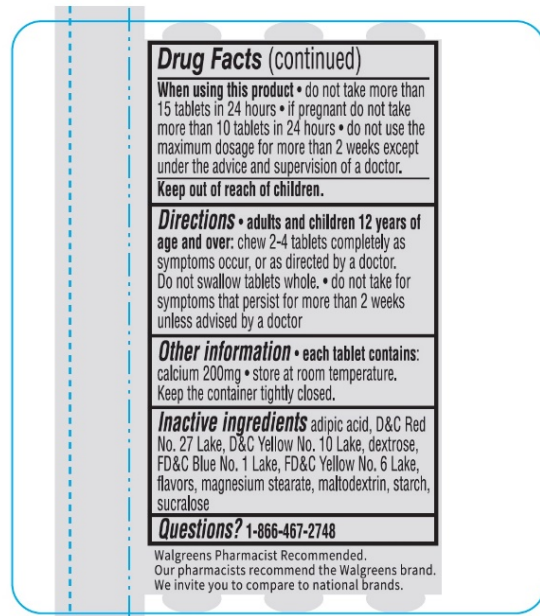 Drug Facts (continued)
When using this product • do not take more than
15 tablets in 24 hours • if pregnant do not take
more than 10 tablets in 24 hours • do not use the
maximum dosage for more than 2 weeks except
under the advice and supervision of a doctor.
Keep out of reach of children.
Directions • adults and children 12 years of
age and over: chew 2-4 tablets completely as
symptoms occur, or as directed by a doctor.
Do not swallow tablets whole. • do not take for
symptoms that persist for more than 2 weeks
unless advised by a doctor
Other information • each tablet contains:
calcium 200mg • store at room temperature.
Keep the container tightly closed.
Inactive ingredients adipic acid, D&C Red
No. 27 Lake, D&C Yellow No. 10 Lake, dextrose,
FD&C Blue No. 1 Lake, FD&C Yellow No. 6 Lake,
flavors, magnesium stearate, maltodextrin, starch,
sucralose
Questions? 1-866-467-2748
Walgreens Pharmacist Recommended.
Our pharmacists recommend the Walgreens brand.
We invite you to compare to national brands.